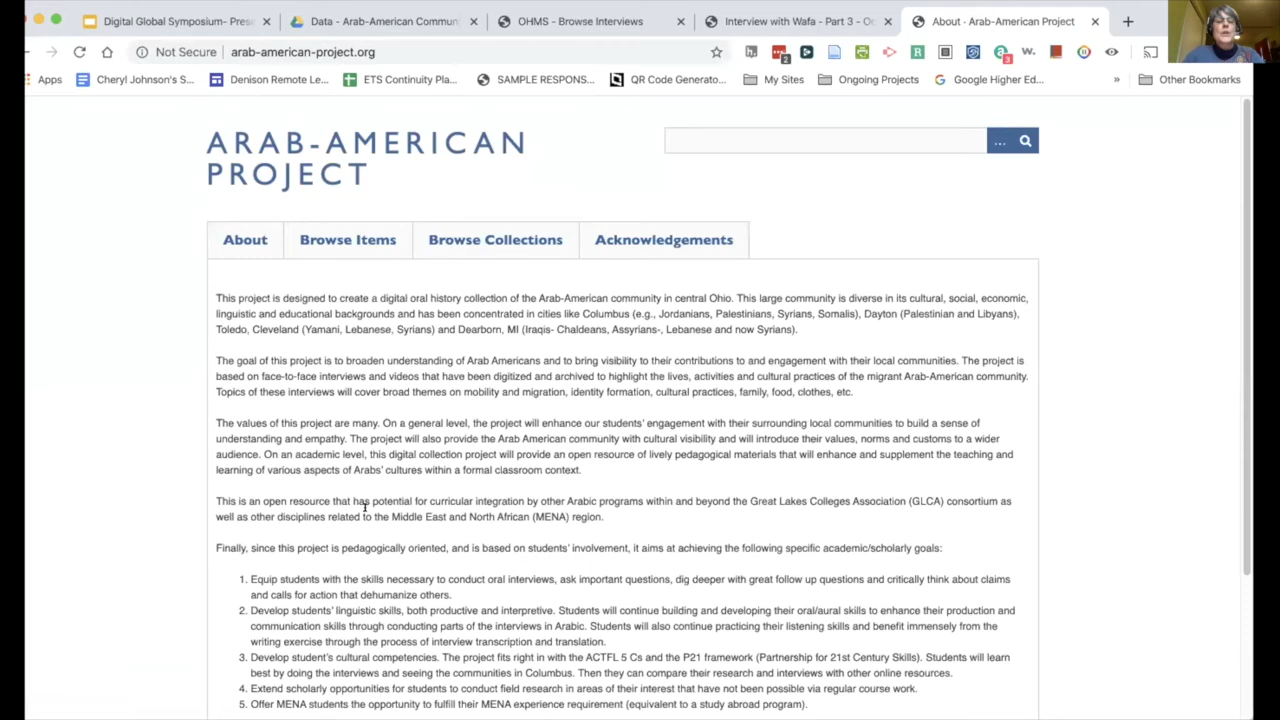 Digital Global Symposium- Pres
Data - Arab-American Commun
OHMS - Browse Interviews
Interview with Wafa - Part 3 - O
About · Arab-American Project
Not Secure
arab-american-project.org
Apps
Cheryl Johnson's S...
Denison Remote Le...
ETS Continuity Pla...
SAMPLE RESPONS...
QR Code Generato...
My Sites
Ongoing Projects
Google Higher Ed...
»
Other Bookmarks
ARAB-AMERICAN
PROJECT
...
About
Browse Items
Browse Collections
Acknowledgements
This project is designed to create a digital oral history collection of the Arab-American community in central Ohio. This large community is diverse in its cultural, social, economic,
linguistic and educational backgrounds and has been concentrated in cities like Columbus (e.g., Jordanians, Palestinians, Syrians, Somalis), Dayton (Palestinian and Libyans),
Toledo, Cleveland (Yamani, Lebanese, Syrians) and Dearborn, MI (Iraqis- Chaldeans, Assyrians-, Lebanese and now Syrians).
The goal of this project is to broaden understanding of Arab Americans and to bring visibility to their contributions to and engagement with their local communities. The project is
based on face-to-face interviews and videos that have been digitized and archived to highlight the lives, activities and cultural practices of the migrant Arab-American community.
Topics of these interviews will cover broad themes on mobility and migration, identity formation, cultural practices, family, food, clothes, etc.
The values of this project are many. On a general level, the project will enhance our students' engagement with their surrounding local communities to build a sense of
understanding and empathy. The project will also provide the Arab American community with cultural visibility and will introduce their values, norms and customs to a wider
audience. On an academic level, this digital collection project will provide an open resource of lively pedagogical materials that will enhance and supplement the teaching and
learning of various aspects of Arabs' cultures within a formal classroom context.
This is an open resource that has potential for curricular integration by other Arabic programs within and beyond the Great Lakes Colleges Association (GLCA) consortium as
well as other disciplines related to the Middle East and North African (MENA) region.
Finally, since this project is pedagogically oriented, and is based on students' involvement, it aims at achieving the following specific academic/scholarly goals:
1. Equip students with the skills necessary to conduct oral interviews, ask important questions, dig deeper with great follow up questions and critically think about claims
and calls for action that dehumanize others.
2. Develop students' linguistic skills, both productive and interpretive. Students will continue building and developing their oral/aural skills to enhance their production and
communication skills through conducting parts of the interviews in Arabic. Students will also continue practicing their listening skills and benefit immensely from the
writing exercise through the process of interview transcription and translation.
3. Develop student's cultural competencies. The project fits right in with the ACTFL 5 Cs and the P21 framework (Partnership for 21st Century Skills). Students will learn
best by doing the interviews and seeing the communities in Columbus. Then they can compare their research and interviews with other online resources.
4. Extend scholarly opportunities for students to conduct field research in areas of their interest that have not been possible via regular course work.
5. Offer MENA students the opportunity to fulfill their MENA experience requirement (equivalent to a study abroad program).